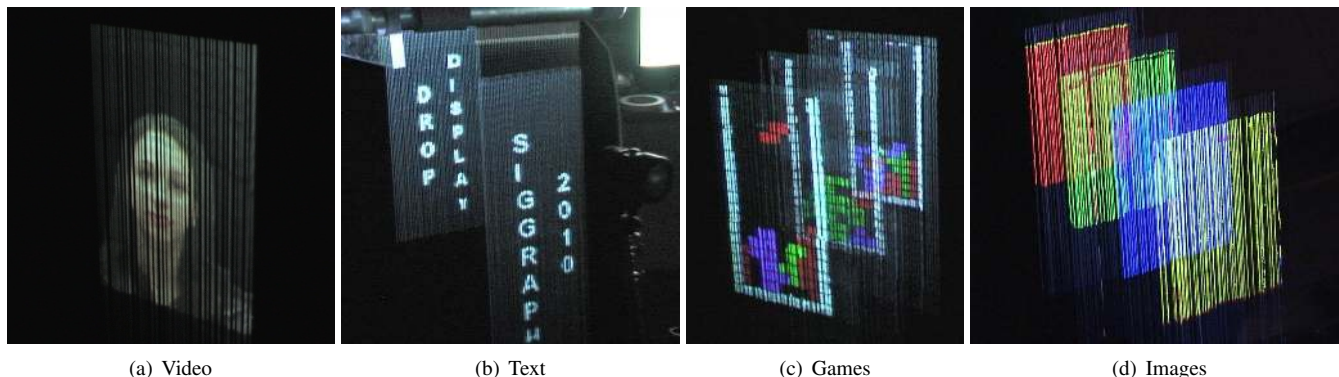 DROP
DISPLAY
SIGGRAPH
2010
(a) Video
(b) Text
(c) Games
(d) Images